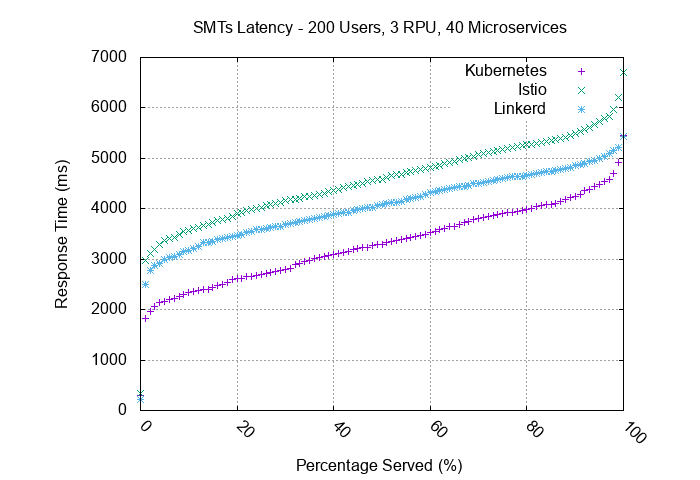 SMTs Latency - 200 Users, 3 RPU, 40 Microservices
7000
6000
5000
4000
3000
2000
1000
0
Response Time (ms)
Kubernetes
Istio
Linkerd
0
20
40
60
80
100
Percentage Served (%)